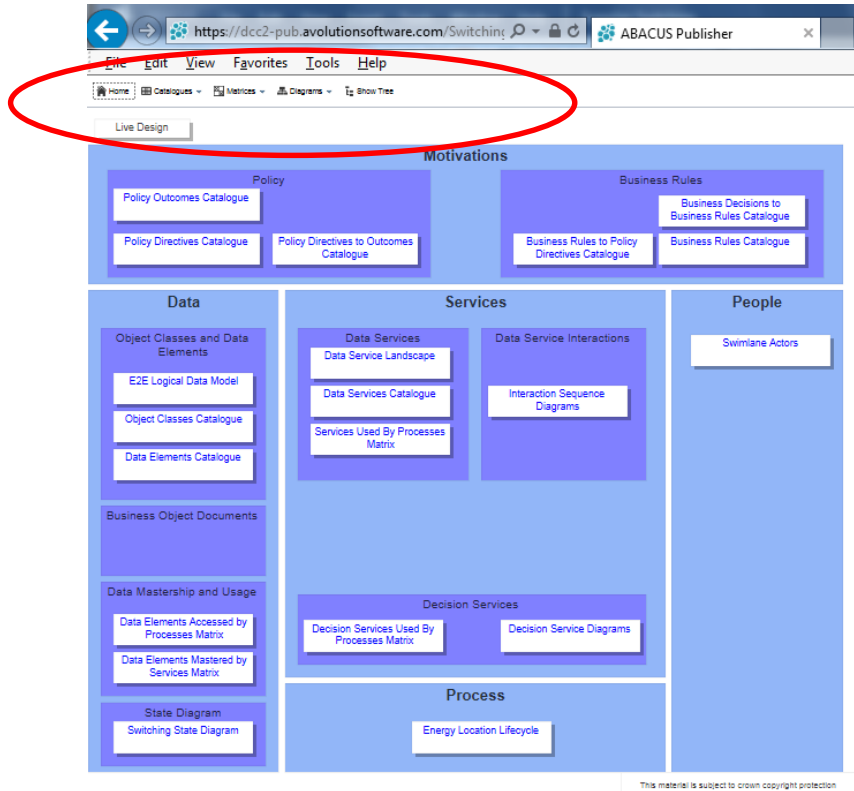 https://dcc2-pub.avolutionsoftware.com/Switching
ABACUS Publisher
File Edit View Favorites Tools Help
Home Catalogues Matrices Diagrams Show Tree
Live Design
Motivations
Policy
Policy Outcomes Catalogue
Policy Directives Catalogue
Policy Directives to Outcomes
Catalogue
Business Rules
Business Decisions to
Business Rules Catalogue
Business Rules to Policy
Directives Catalogue
Business Rules Catalogue
Data
Object Classes and Data
Elements
E2E Logical Data Model
Object Classes Catalogue
Data Elements Catalogue
Business Object Documents
Data Mastership and Usage
Data Elements Accessed by
Processes Matrix
Data Elements Mastered by
Services Matrix
State Diagram
Switching State Diagram
Services
Data Services
Data Service Landscape
Data Services Catalogue
Services Used By Processes
Matrix
Data Service Interactions
Interaction Sequence
Diagrams
Decision Services
Decision Services Used By
Processes Matrix
Decision Service Diagrams
Process
Energy Location Lifecycle
People
Swimlane Actors
This material is subject to crown copyright protection